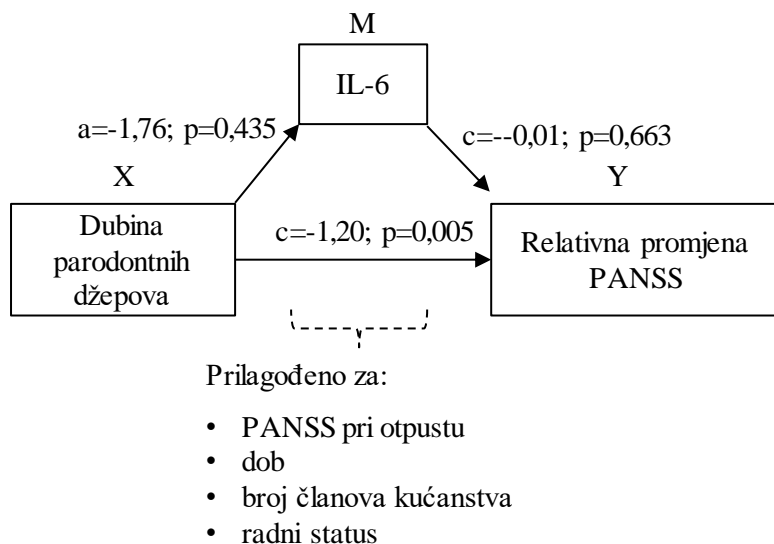 M
IL-6
a=-1,76; p=0,435
c=--0,01; p=0,663
X
Y
Dubina
parodontnih
džepova
c=-1,20; p=0,005
Relativna promjena
PANSS
Prilagođeno za:
• PANSS pri otpustu
• dob
• broj članova kućanstva
• radni status